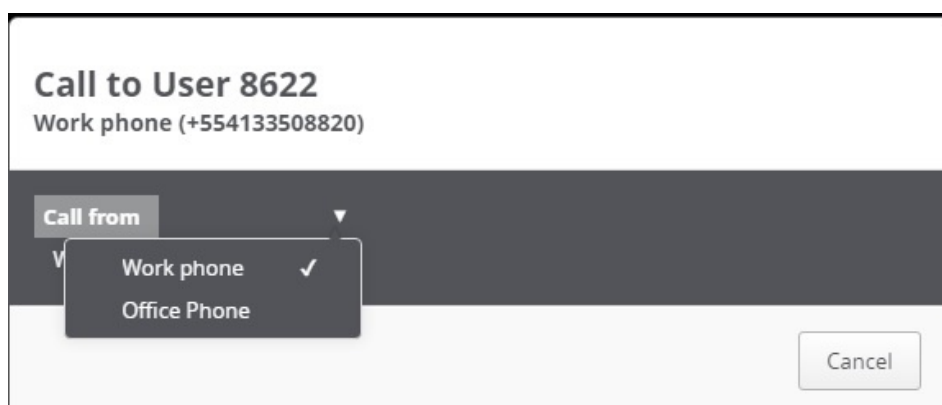 Call to User 8622
Work phone (+554133508820)
Call from
Work phone
Office Phone
Cancel